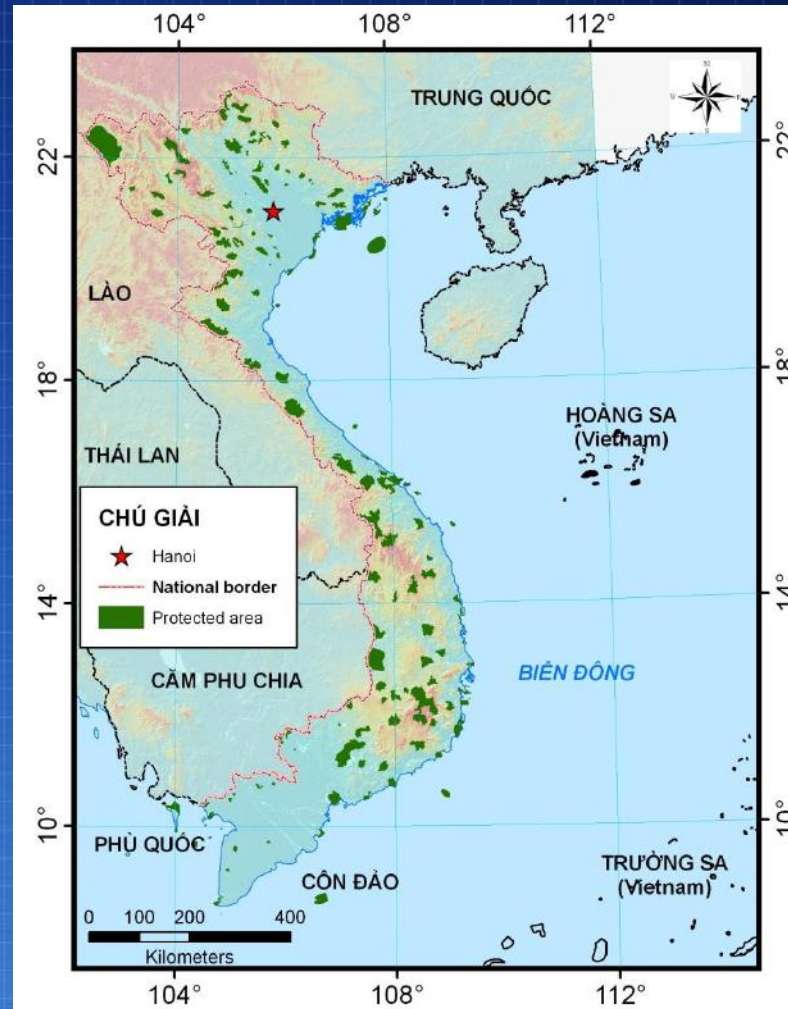 104° 108° 112°
N
S
TRUNG QUỐC
22° 22°
LÀO
18° 18°
HOÀNG SA
(Vietnam)
THÁI LAN
CHÚ GIẢI
Hanoi
National border
Protected area
14° 14°
CĂM PHU CHIA
BIỂN ĐÔNG
10° 10°
PHÙ QUỐC
CÔN ĐẢO
TRƯỜNG SA
(Vietnam)
0 100 200 400
Kilometers
104° 108° 112°